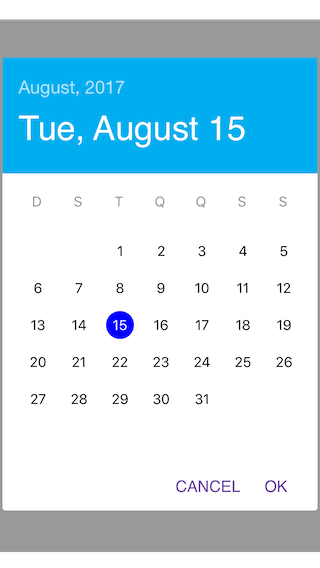 August, 2017
Tue, August 15
D S T Q Q S S
1 2 3 4 5
6 7 8 9 10 11 12
13 14 15 16 17 18 19
20 21 22 23 24 25 26
27 28 29 30 31
CANCEL OK